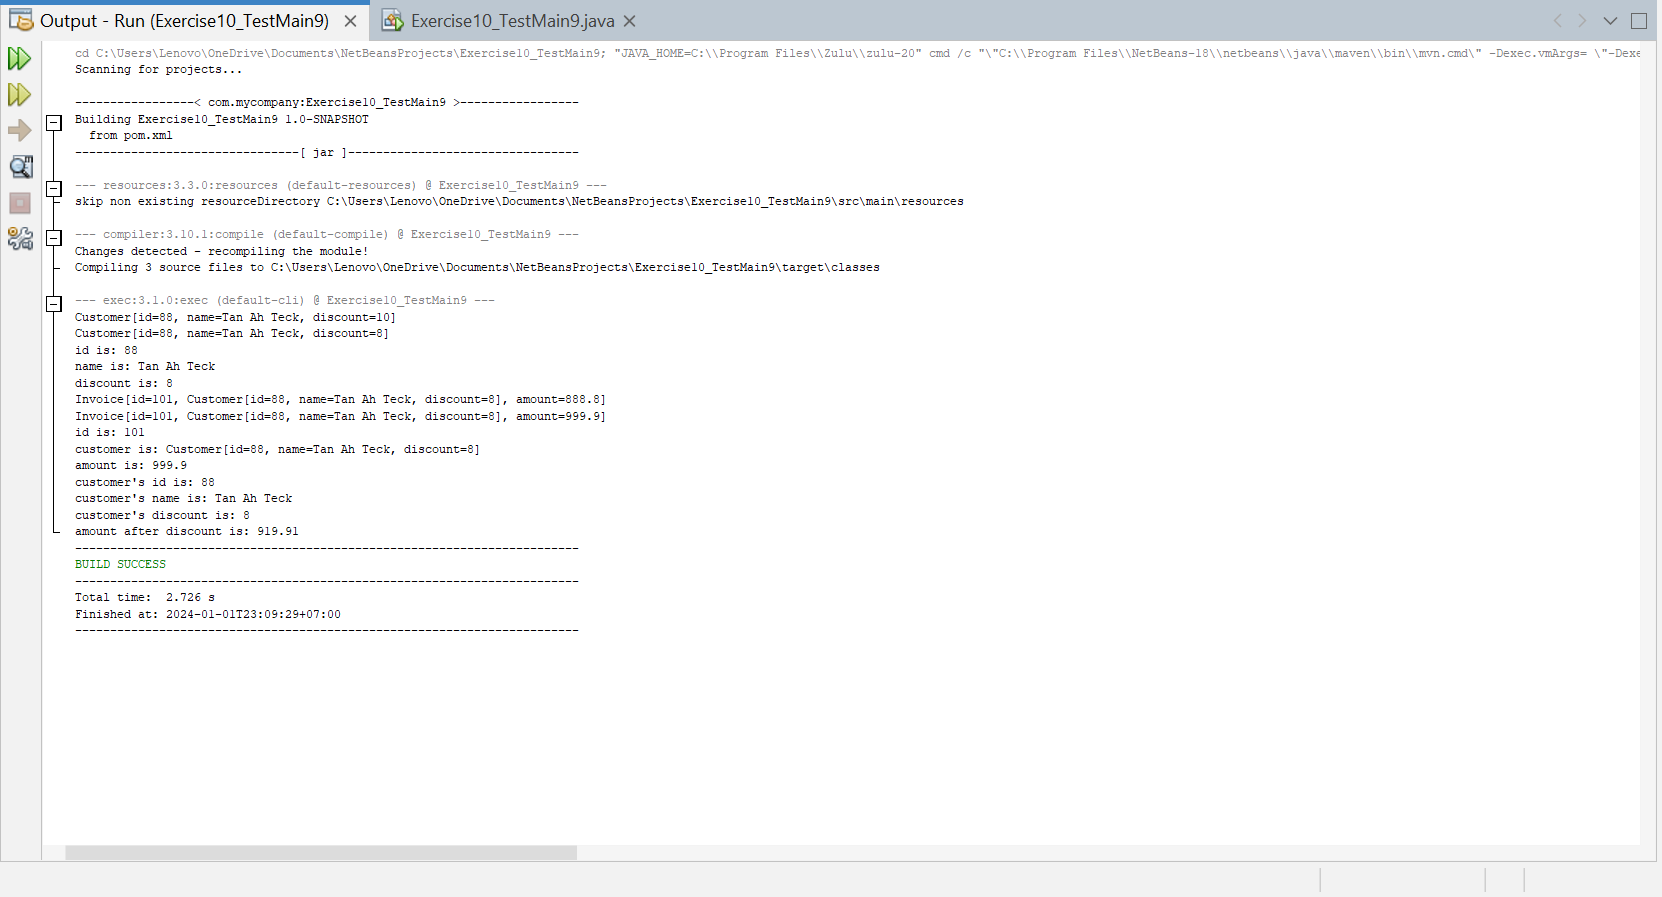 Output - Run (Exercise10_TestMain9)
Exercise10_TestMain9.java
cd C:\Users\Lenovo\OneDrive\Documents\NetBeansProjects\Exercise10_TestMain9; "JAVA_HOME=C:\\Program Files\\Zulu\\zulu-20" cmd /c "\"C:\\Program Files\\NetBeans-18\\netbeans\\java\\maven\\bin\\mvn.cmd\" -Dexec.vmArgs= \"-Dexe
Scanning for projects...
-----------------< com.mycompany:Exercise10_TestMain9 >-----------------
Building Exercise10_TestMain9 1.0-SNAPSHOT
from pom.xml
--------------------------------[ jar ]---------------------------------
--- resources:3.3.0:resources (default-resources) @ Exercise10_TestMain9 ---
skip non existing resourceDirectory C:\Users\Lenovo\OneDrive\Documents\NetBeansProjects\Exercise10_TestMain9\src\main\resources
--- compiler:3.10.1:compile (default-compile) @ Exercise10_TestMain9 ---
Changes detected - recompiling the module!
Compiling 3 source files to C:\Users\Lenovo\OneDrive\Documents\NetBeansProjects\Exercise10_TestMain9\target\classes
--- exec:3.1.0:exec (default-cli) @ Exercise10_TestMain9 ---
Customer[id=88, name=Tan Ah Teck, discount=10]
Customer[id=88, name=Tan Ah Teck, discount=8]
id is: 88
name is: Tan Ah Teck
discount is: 8
Invoice[id=101, Customer[id=88, name=Tan Ah Teck, discount=8], amount=888.8]
Invoice[id=101, Customer[id=88, name=Tan Ah Teck, discount=8], amount=999.9]
id is: 101
customer is: Customer[id=88, name=Tan Ah Teck, discount=8]
amount is: 999.9
customer's id is: 88
customer's name is: Tan Ah Teck
customer's discount is: 8
amount after discount is: 919.91
------------------------------------------------------------------------
BUILD SUCCESS
------------------------------------------------------------------------
Total time:  2.726 s
Finished at: 2024-01-01T23:09:29+07:00
------------------------------------------------------------------------